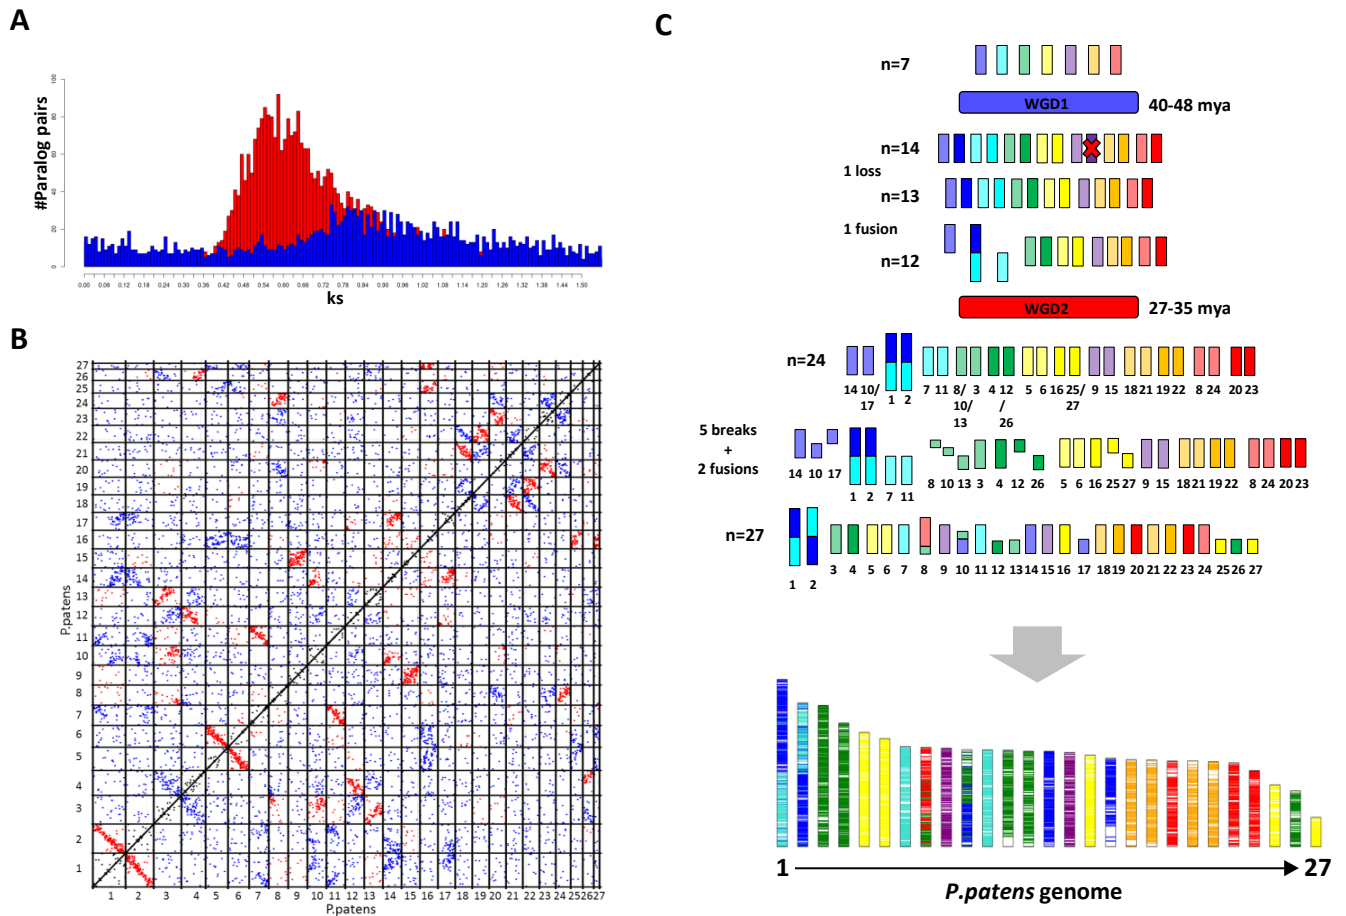 A
#Paralog pairs
100
80
60
40
20
0
0.00 0.06 0.12 0.18 0.24 0.30 0.36 0.42 0.48 0.54 0.60 0.66 0.72 0.78 0.84 0.90 0.96 1.02 1.08 1.14 1.20 1.26 1.32 1.38 1.44 1.50
ks
B
27
26
25
24
23
22
21
20
19
18
17
16
15
14
13
12
11
10
9
8
7
6
5
4
3
2
1
P.patens
1 2 3 4 5 6 7 8 9 10 11 12 13 14 15 16 17 18 19 20 21 22 23 24 25 26 27
P.patens
C
n=7
WGD1 40-48 mya
n=14
1 loss
n=13
1 fusion
n=12
WGD2 27-35 mya
n=24
14 10/ 1 2 7 11 8/ 3 4 12 5 6 16 25/ 9 15 18 21 19 22 8 24 20 23
17 10/ / 27
13 26
5 breaks
+
2 fusions
14 10 17 1 2 7 11 8 10 13 3 4 12 26 5 6 16 25 27 9 15 18 21 19 22 8 24 20 23
n=27
1 2 3 4 5 6 7 8 9 10 11 12 13 14 15 16 17 18 19 20 21 22 23 24 25 26 27
1 27
P.patens genome